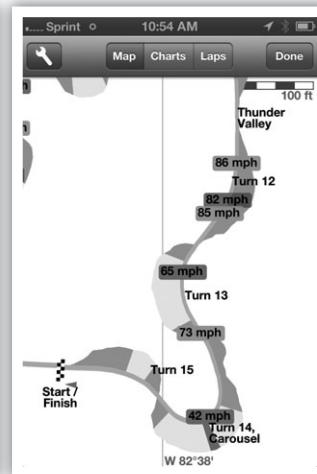 Sprint 10:54 AM
Map Charts Laps Done
100 ft
Thunder
Valley
86 mph
Turn 12
82 mph
85 mph
65 mph
Turn 13
73 mph
Turn 15
Start /
Finish
42 mph
Turn 14,
Carousel
W 82°38'